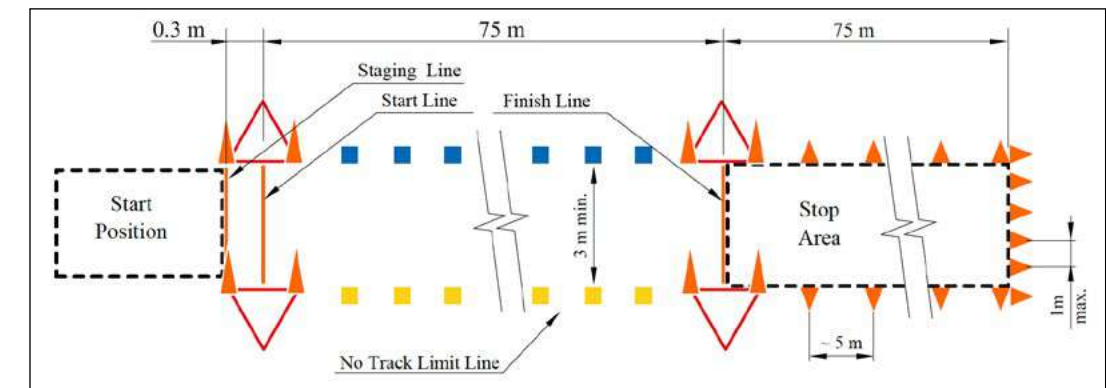 0.3 m
75 m
75 m
Staging Line
Start Line
Finish Line
Start
Position
3 m min.
Stop
Area
1m
max.
~ 5 m
No Track Limit Line